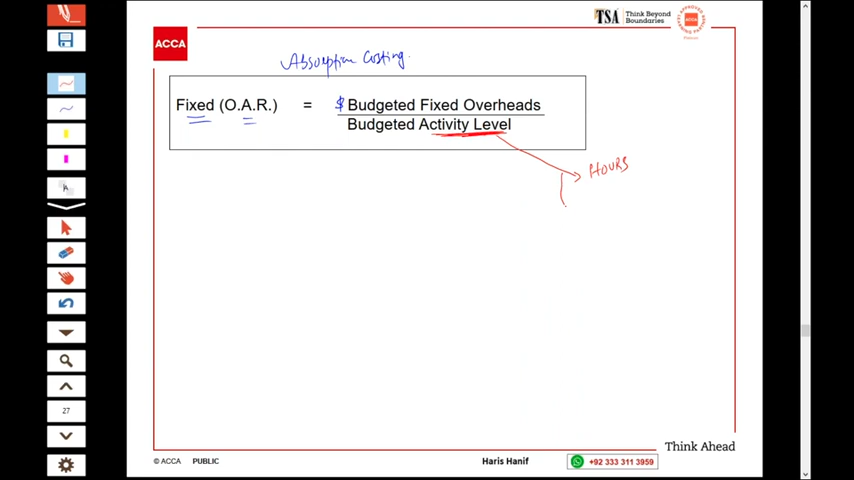 TSA Think Beyond
Boundaries
ACCA
Absorption Costing.
Fixed (O.A.R.) = $ Budgeted Fixed Overheads
Budgeted Activity Level
HOURS
27
Think Ahead
© ACCA PUBLIC
Haris Hanif
+92 333 311 3959